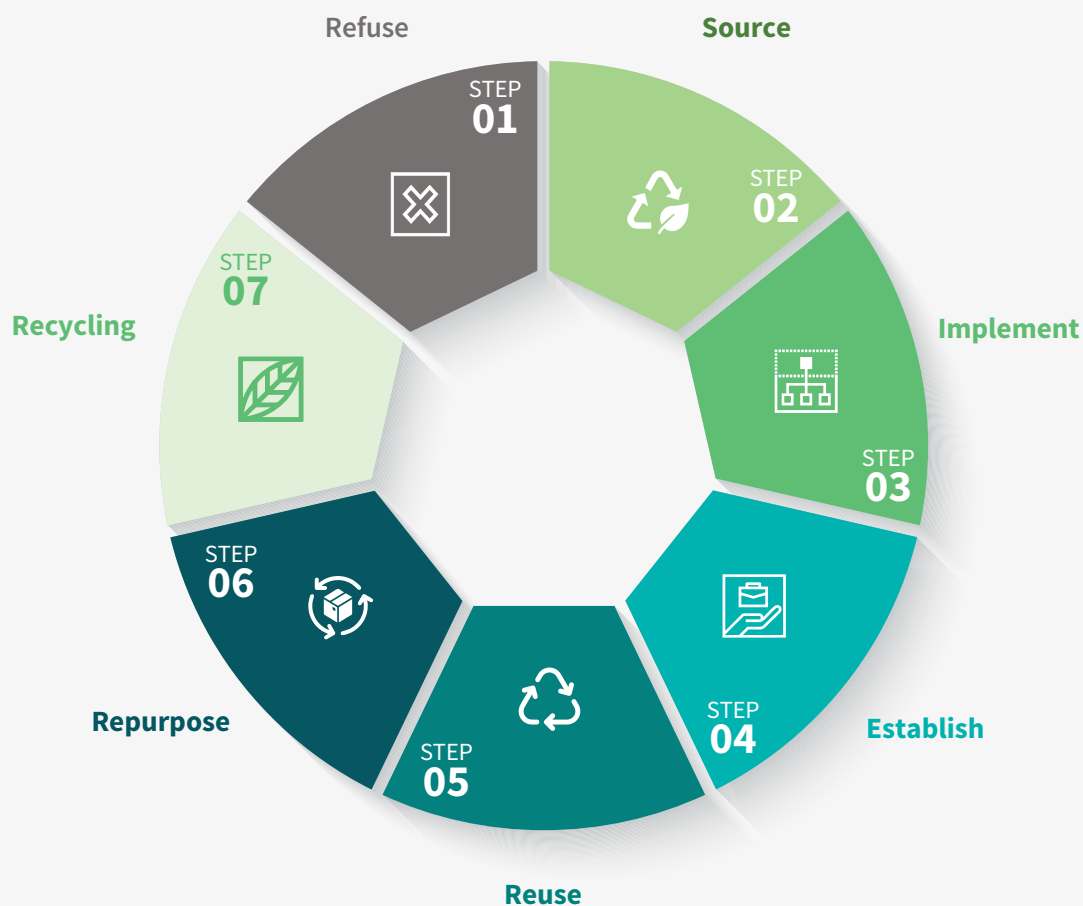 Refuse
STEP
01
Source
STEP
02
Implement
STEP
03
Establish
STEP
04
Reuse
STEP
05
Repurpose
STEP
06
Recycling
STEP
07